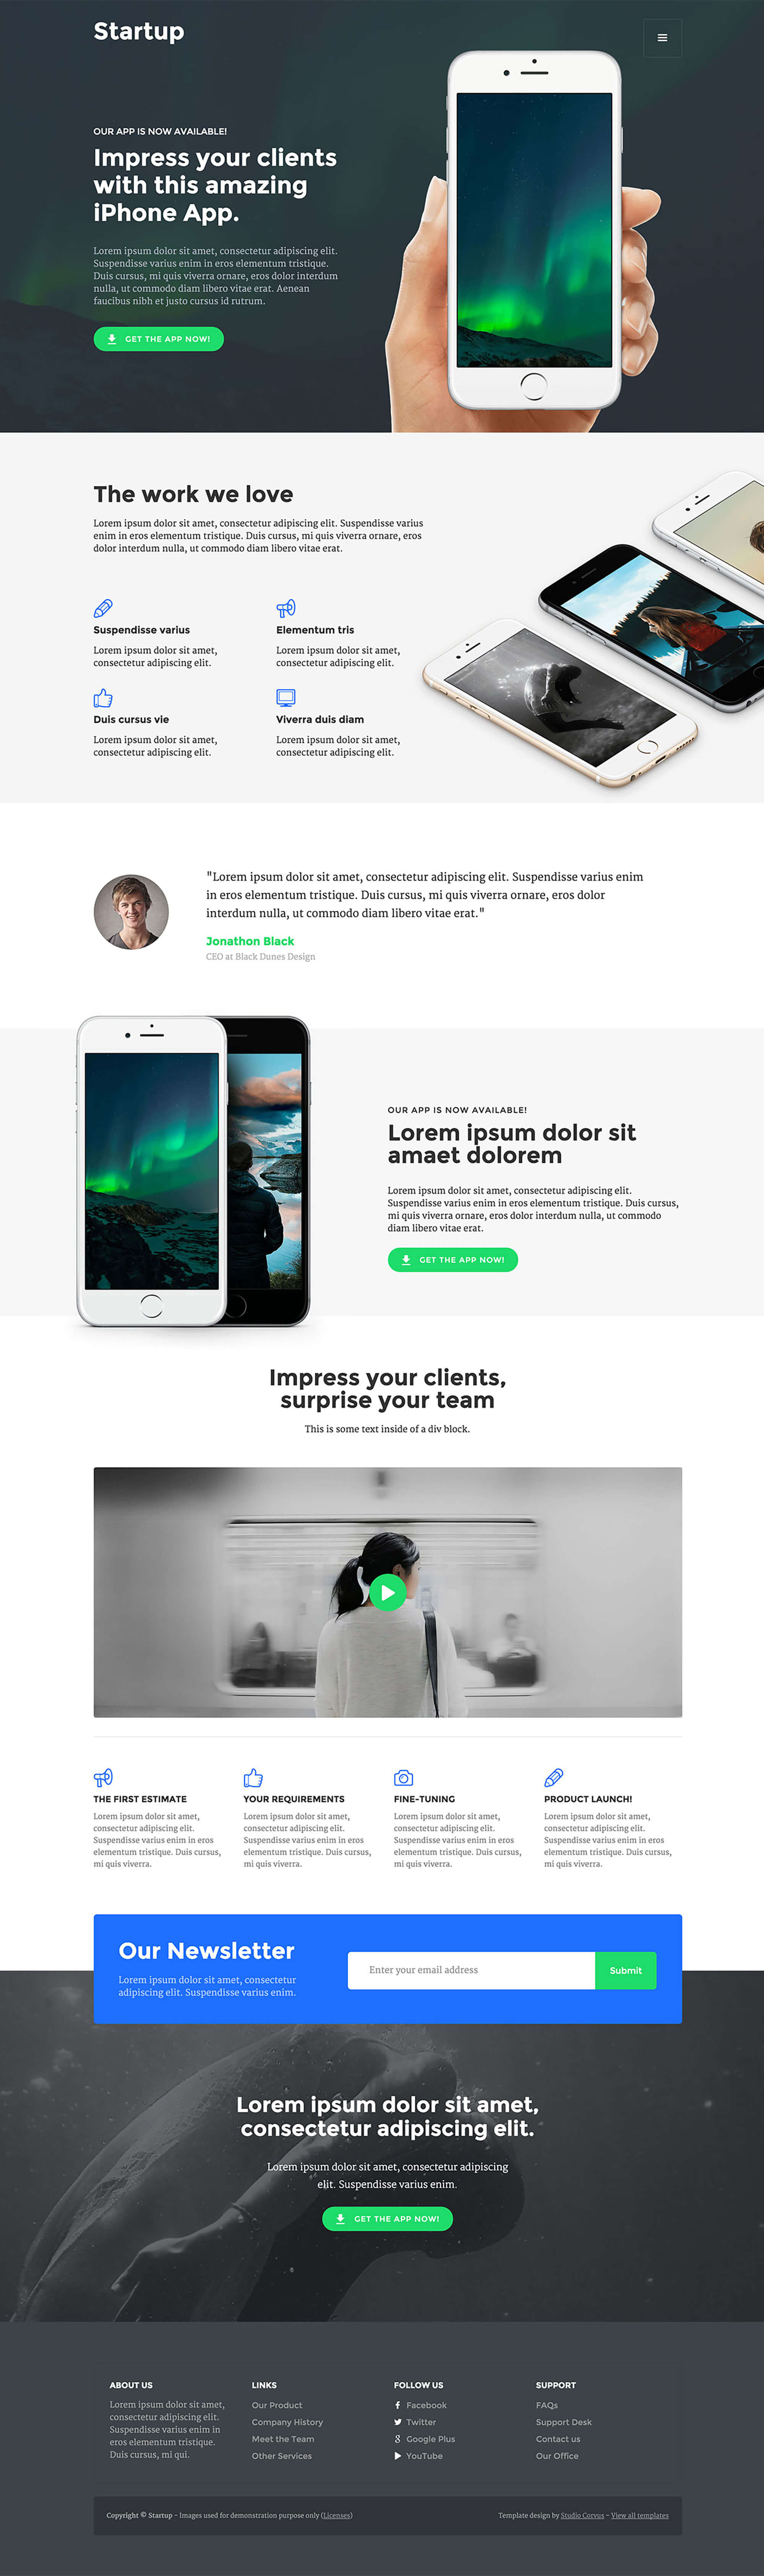 Startup
OUR APP IS NOW AVAILABLE!
Impress your clients
with this amazing
iPhone App.
Lorem ipsum dolor sit amet, consectetur adipiscing elit.
Suspendisse varius enim in eros elementum tristique.
Duis cursus, mi quis viverra ornare, eros dolor interdum
nulla, ut commodo diam libero vitae erat. Aenean
faucibus nibh et justo cursus id rutrum.
GET THE APP NOW!
The work we love
Lorem ipsum dolor sit amet, consectetur adipiscing elit. Suspendisse varius
enim in eros elementum tristique. Duis cursus, mi quis viverra ornare, eros
dolor interdum nulla, ut commodo diam libero vitae erat.
Suspendisse varius
Lorem ipsum dolor sit amet,
consectetur adipiscing elit.
Elementum tris
Lorem ipsum dolor sit amet,
consectetur adipiscing elit.
Duis cursus vie
Lorem ipsum dolor sit amet,
consectetur adipiscing elit.
Viverra duis diam
Lorem ipsum dolor sit amet,
consectetur adipiscing elit.
"Lorem ipsum dolor sit amet, consectetur adipiscing elit. Suspendisse varius enim
in eros elementum tristique. Duis cursus, mi quis viverra ornare, eros dolor
interdum nulla, ut commodo diam libero vitae erat."
Jonathon Black
CEO at Black Dunes Design
OUR APP IS NOW AVAILABLE!
Lorem ipsum dolor sit
amaet dolorem
Lorem ipsum dolor sit amet, consectetur adipiscing elit.
Suspendisse varius enim in eros elementum tristique. Duis cursus,
mi quis viverra ornare, eros dolor interdum nulla, ut commodo
diam libero vitae erat.
GET THE APP NOW!
Impress your clients,
surprise your team
This is some text inside of a div block.
THE FIRST ESTIMATE
Lorem ipsum dolor sit amet,
consectetur adipiscing elit.
Suspendisse varius enim in eros
elementum tristique. Duis cursus,
mi quis viverra.
YOUR REQUIREMENTS
Lorem ipsum dolor sit amet,
consectetur adipiscing elit.
Suspendisse varius enim in eros
elementum tristique. Duis cursus,
mi quis viverra.
FINE-TUNING
Lorem ipsum dolor sit amet,
consectetur adipiscing elit.
Suspendisse varius enim in eros
elementum tristique. Duis cursus,
mi quis viverra.
PRODUCT LAUNCH!
Lorem ipsum dolor sit amet,
consectetur adipiscing elit.
Suspendisse varius enim in eros
elementum tristique. Duis cursus,
mi quis viverra.
Our Newsletter
Lorem ipsum dolor sit amet, consectetur
adipiscing elit. Suspendisse varius enim.
Enter your email address
Submit
Lorem ipsum dolor sit amet,
consectetur adipiscing elit.
Lorem ipsum dolor sit amet, consectetur adipiscing
elit. Suspendisse varius enim.
GET THE APP NOW!
ABOUT US
Lorem ipsum dolor sit amet,
consectetur adipiscing elit.
Suspendisse varius enim in
eros elementum tristique.
Duis cursus, mi qui.
LINKS
Our Product
Company History
Meet the Team
Other Services
FOLLOW US
Facebook
Twitter
Google Plus
YouTube
SUPPORT
FAQs
Support Desk
Contact us
Our Office
Copyright © Startup - Images used for demonstration purpose only (Licenses)
Template design by Studio Corvus - View all templates